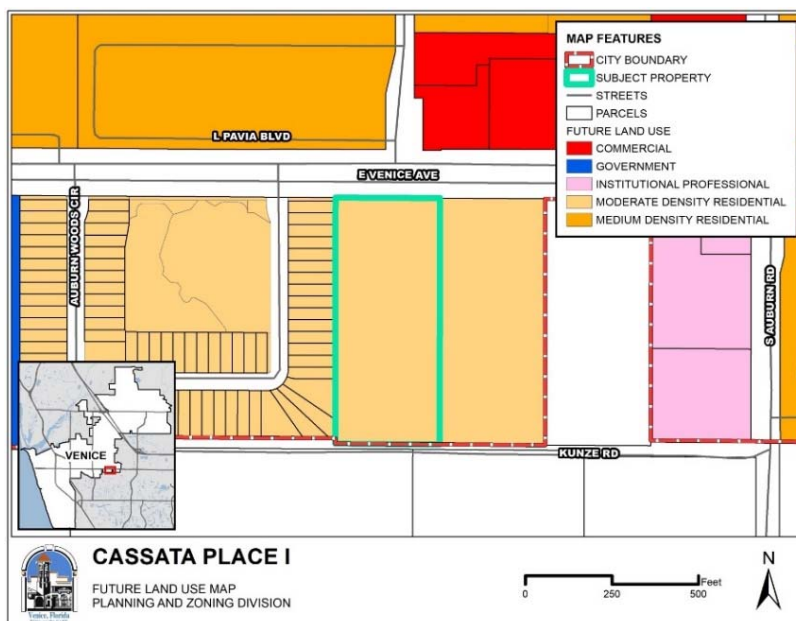 MAP FEATURES
CITY BOUNDARY
SUBJECT PROPERTY
STREETS
PARCELS
FUTURE LAND USE
COMMERCIAL
GOVERNMENT
INSTITUTIONAL PROFESSIONAL
MODERATE DENSITY RESIDENTIAL
MEDIUM DENSITY RESIDENTIAL
L PAVIA BLVD
E VENICE AVE
AUBURN WOODS CIR
S AUBURN RD
KUNZE RD
VENICE
CASSATA PLACE I
FUTURE LAND USE MAP
PLANNING AND ZONING DIVISION
Venice, Florida
Feet
0 250 500
N